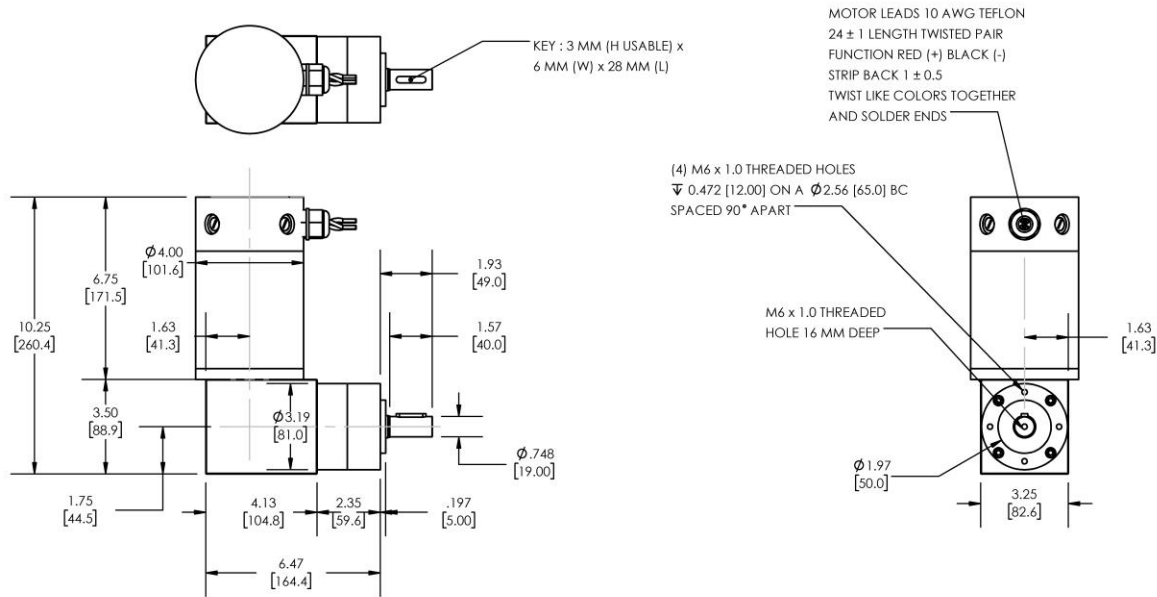 MOTOR LEADS 10 AWG TEFLON
24 ± 1 LENGTH TWISTED PAIR
FUNCTION RED (+) BLACK (-)
STRIP BACK 1 ± 0.5
TWIST LIKE COLORS TOGETHER
AND SOLDER ENDS
KEY : 3 MM (H USABLE) x
6 MM (W) x 28 MM (L)
(4) M6 x 1.0 THREADED HOLES
↧ 0.472 [12.00] ON A Ø2.56 [65.0] BC
SPACED 90° APART
Ø4.00
[101.6]
6.75
[171.5]
10.25
[260.4]
1.63
[41.3]
1.93
[49.0]
1.57
[40.0]
M6 x 1.0 THREADED
HOLE 16 MM DEEP
1.63
[41.3]
3.50
[88.9]
Ø3.19
[81.0]
Ø.748
[19.00]
Ø1.97
[50.0]
1.75
[44.5]
4.13
[104.8]
2.35
[59.6]
.197
[5.00]
3.25
[82.6]
6.47
[164.4]